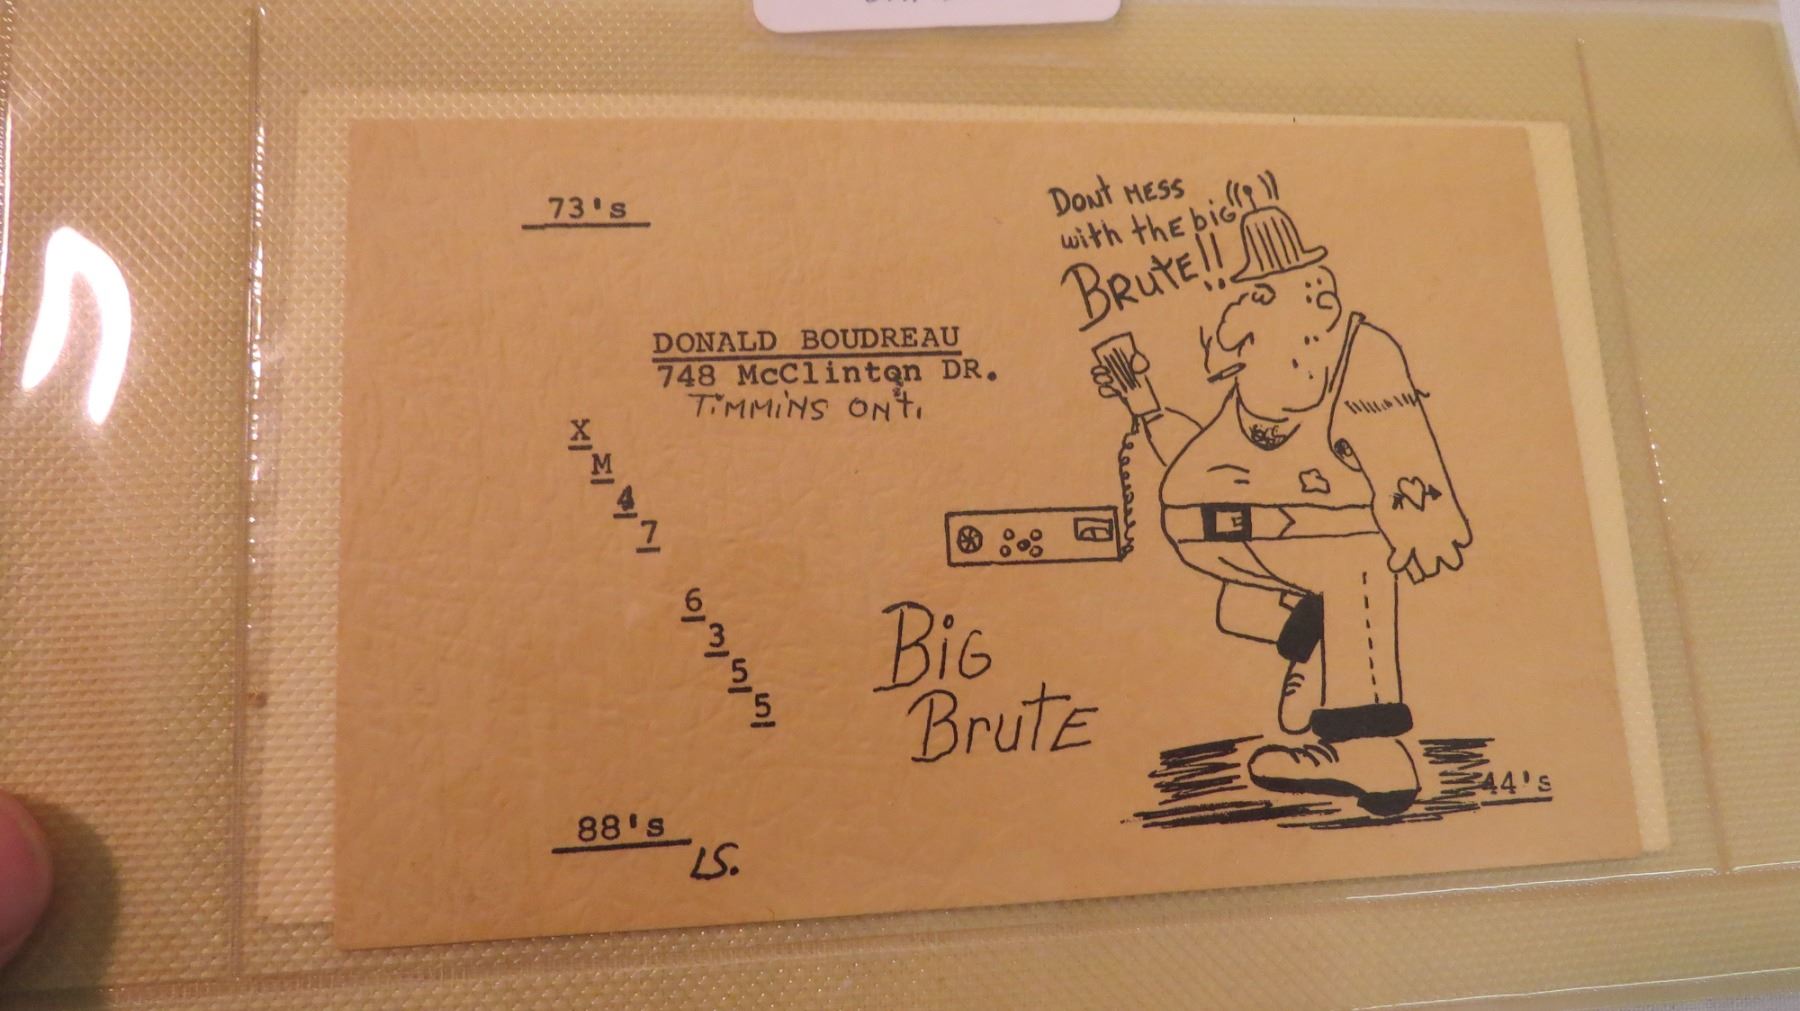 73's
Dont MESS
with thE big
BRUtE!!
DONALD BOUDREAU
748 McClinton DR.
TiMMiNS ONt.
X
M
4
7
6
3
5
5
BiG
BrutE
44's
88's
LS.